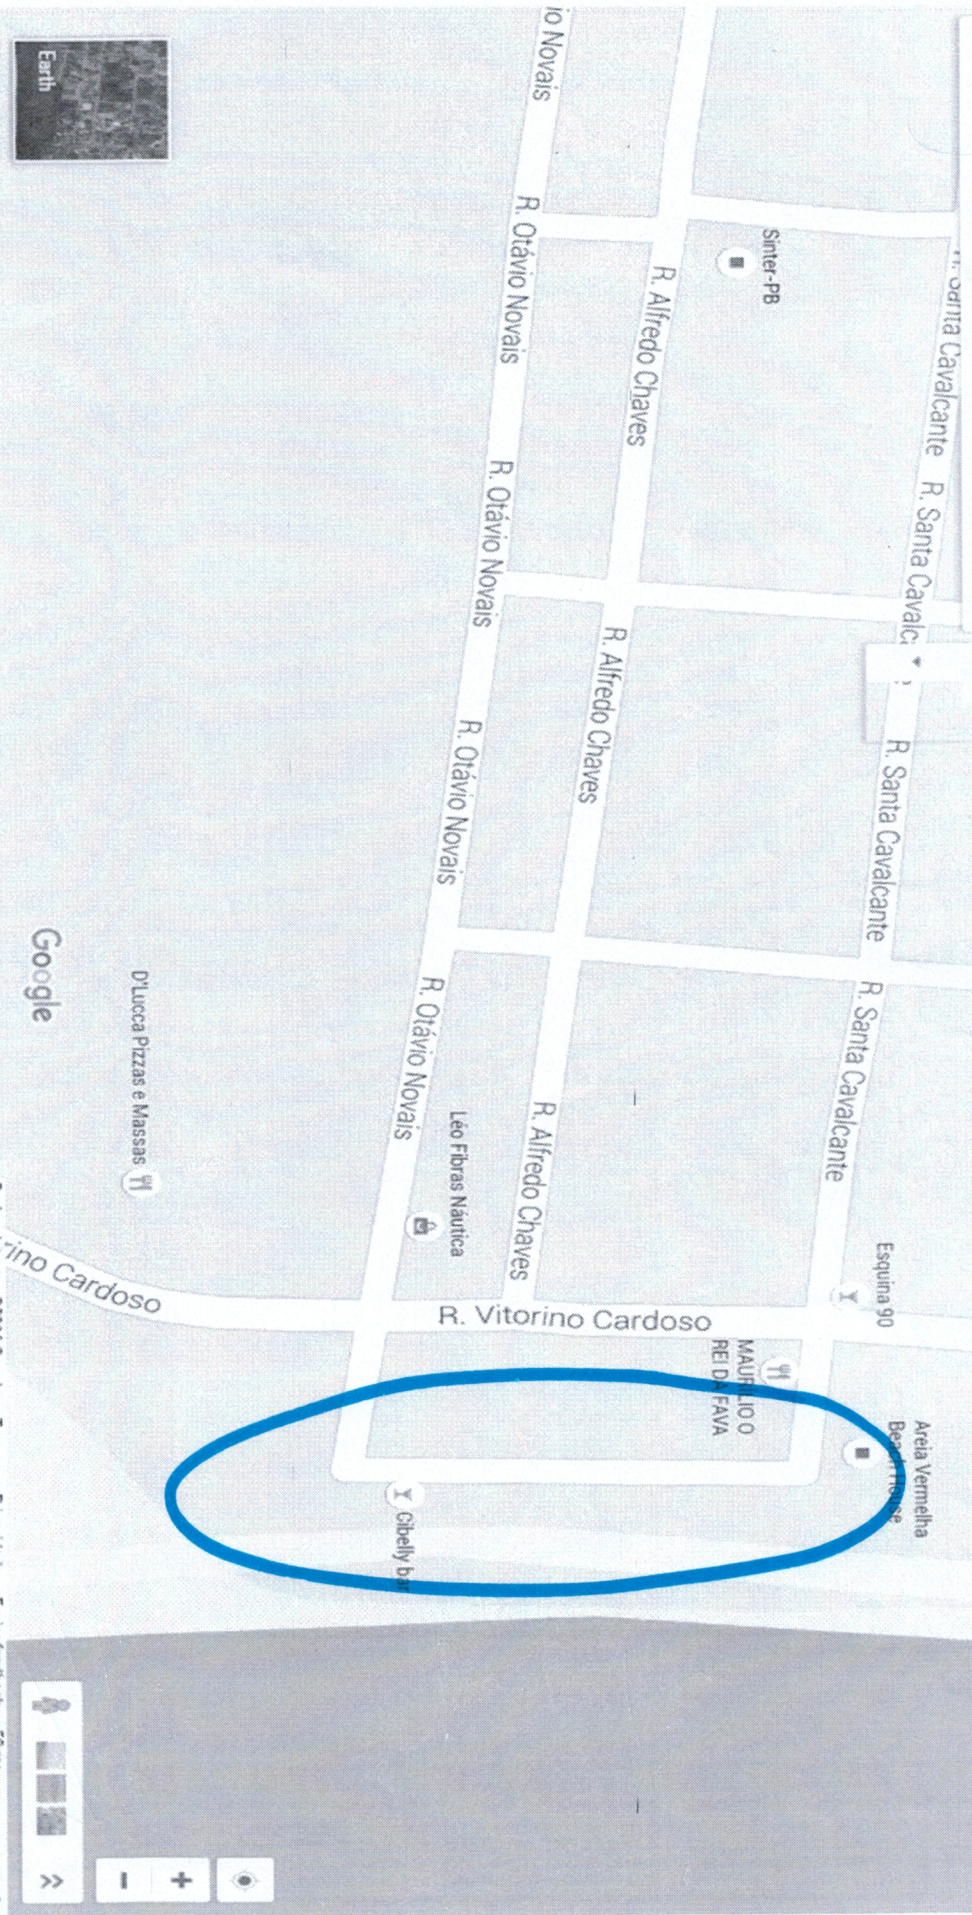 R. Santa Cavalcante
R. Santa Cavalcante
R. Santa Cavalcante
Esquina 90
Areia Vermelha
Beach House
Sinter-PB
MAURILIO O
REI DA FAVA
R. Alfredo Chaves
R. Alfredo Chaves
R. Alfredo Chaves
R. Vitorino Cardoso
io Novais
R. Otávio Novais
R. Otávio Novais
R. Otávio Novais
R. Otávio Novais
Léo Fibras Náutica
Cibelly bar
D'Lucca Pizzas e Massas
rino Cardoso
Earth
Google